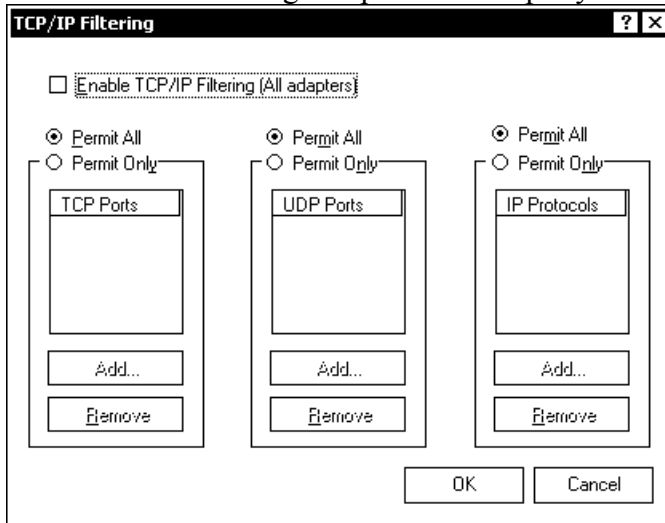 TCP/IP Filtering
Enable TCP/IP Filtering (All adapters)
Permit All
Permit Only
TCP Ports
Add...
Remove
Permit All
Permit Only
UDP Ports
Add...
Remove
Permit All
Permit Only
IP Protocols
Add...
Remove
OK Cancel